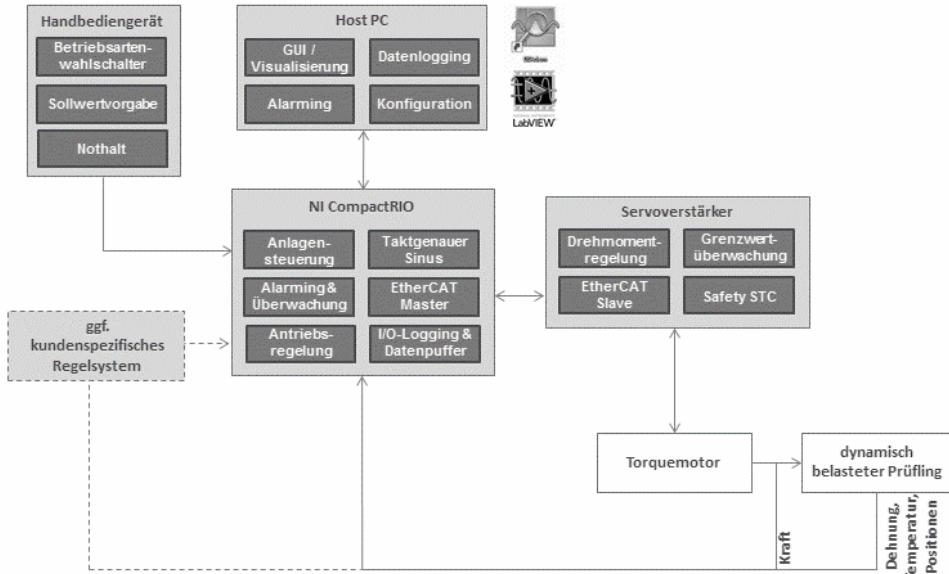 Handbediengerät
Betriebsarten-
wahlschalter
Sollwertvorgabe
Nothalt
Host PC
GUI /
Visualisierung
Datenlogging
Alarming
Konfiguration
LabVIEW
NI CompactRIO
Anlagen-
steuerung
Taktgenauer
Sinus
Alarming &
Überwachung
EtherCAT
Master
Antriebs-
regelung
I/O-Logging &
Datenpuffer
Servoverstärker
Drehmoment-
regelung
Grenzwert-
überwachung
EtherCAT
Slave
Safety STC
ggf.
kundenspezifisches
Regelsystem
Torquemotor
dynamisch
belasteter Prüfling
Kraft
Dehnung,
Temperatur,
Positionen